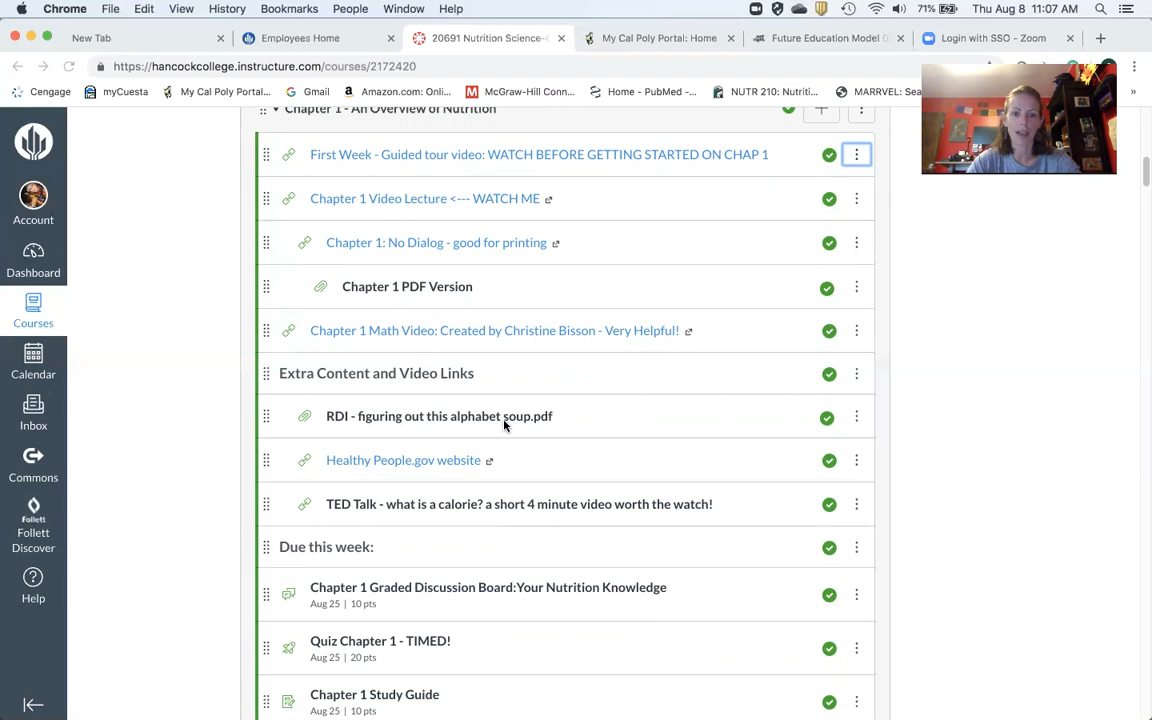 Chrome File Edit View History Bookmarks People Window Help 71% Thu Aug 8 11:07 AM
New Tab Employees Home 20691 Nutrition Science- My Cal Poly Portal: Home Future Education Model G Login with SSO - Zoom
https://hancockcollege.instructure.com/courses/2172420
Cengage myCuesta My Cal Poly Portal... Gmail Amazon.com: Onli... McGraw-Hill Conn... Home - PubMed -... NUTR 210: Nutriti... MARRVEL: Sea
Chapter 1 - An Overview of Nutrition
First Week - Guided tour video: WATCH BEFORE GETTING STARTED ON CHAP 1
Chapter 1 Video Lecture <--- WATCH ME
Account
Chapter 1: No Dialog - good for printing
Dashboard
Chapter 1 PDF Version
Courses
Chapter 1 Math Video: Created by Christine Bisson - Very Helpful!
Calendar
Extra Content and Video Links
RDI - figuring out this alphabet soup.pdf
Inbox
Healthy People.gov website
Commons
TED Talk - what is a calorie? a short 4 minute video worth the watch!
Follett
Discover
Due this week:
Chapter 1 Graded Discussion Board:Your Nutrition Knowledge
Aug 25 | 10 pts
Help
Quiz Chapter 1 - TIMED!
Aug 25 | 20 pts
Chapter 1 Study Guide
Aug 25 | 10 pts